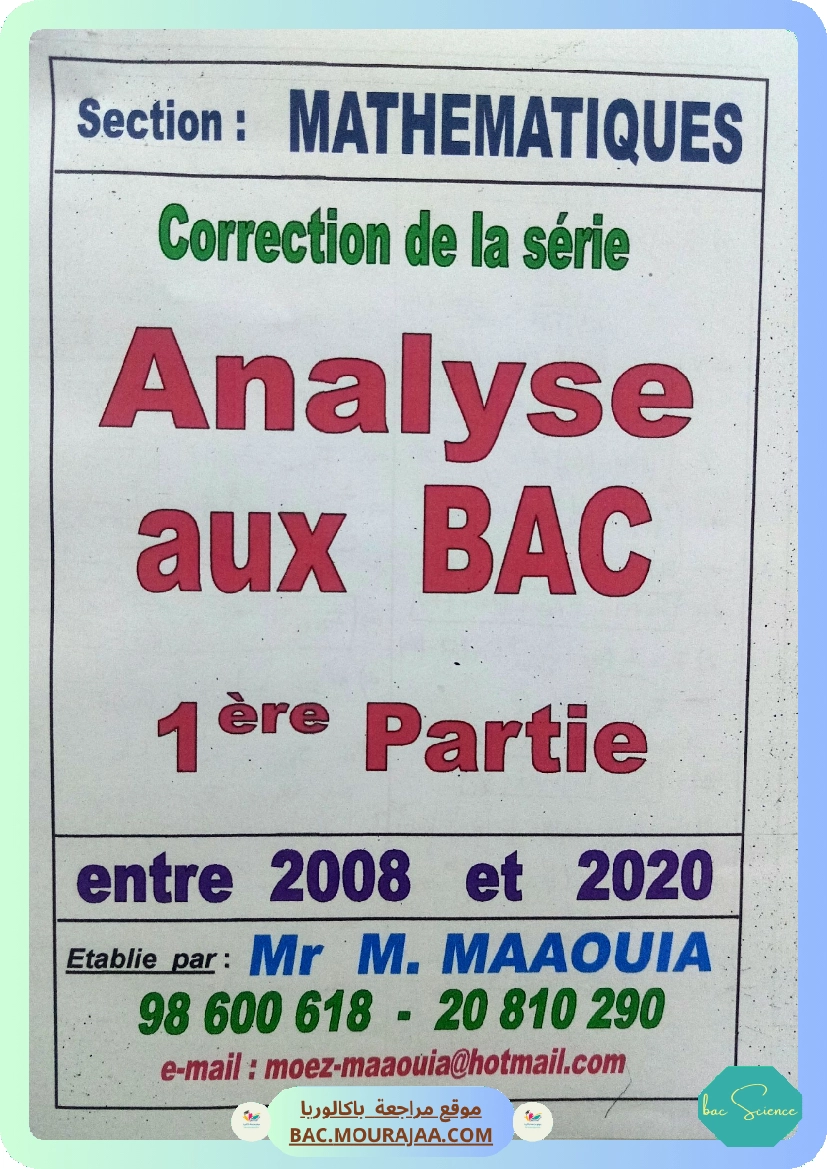 Section : MATHEMATIQUES
Correction de la série
Analyse
aux BAC
1ère Partie
entre 2008 et 2020
Etablie par : Mr M. MAAOUIA
98 600 618 - 20 810 290
e-mail : moez-maaouia@hotmail.com
موقع مراجعة باكالوريا
BAC.MOURAJAA.COM
bac Science